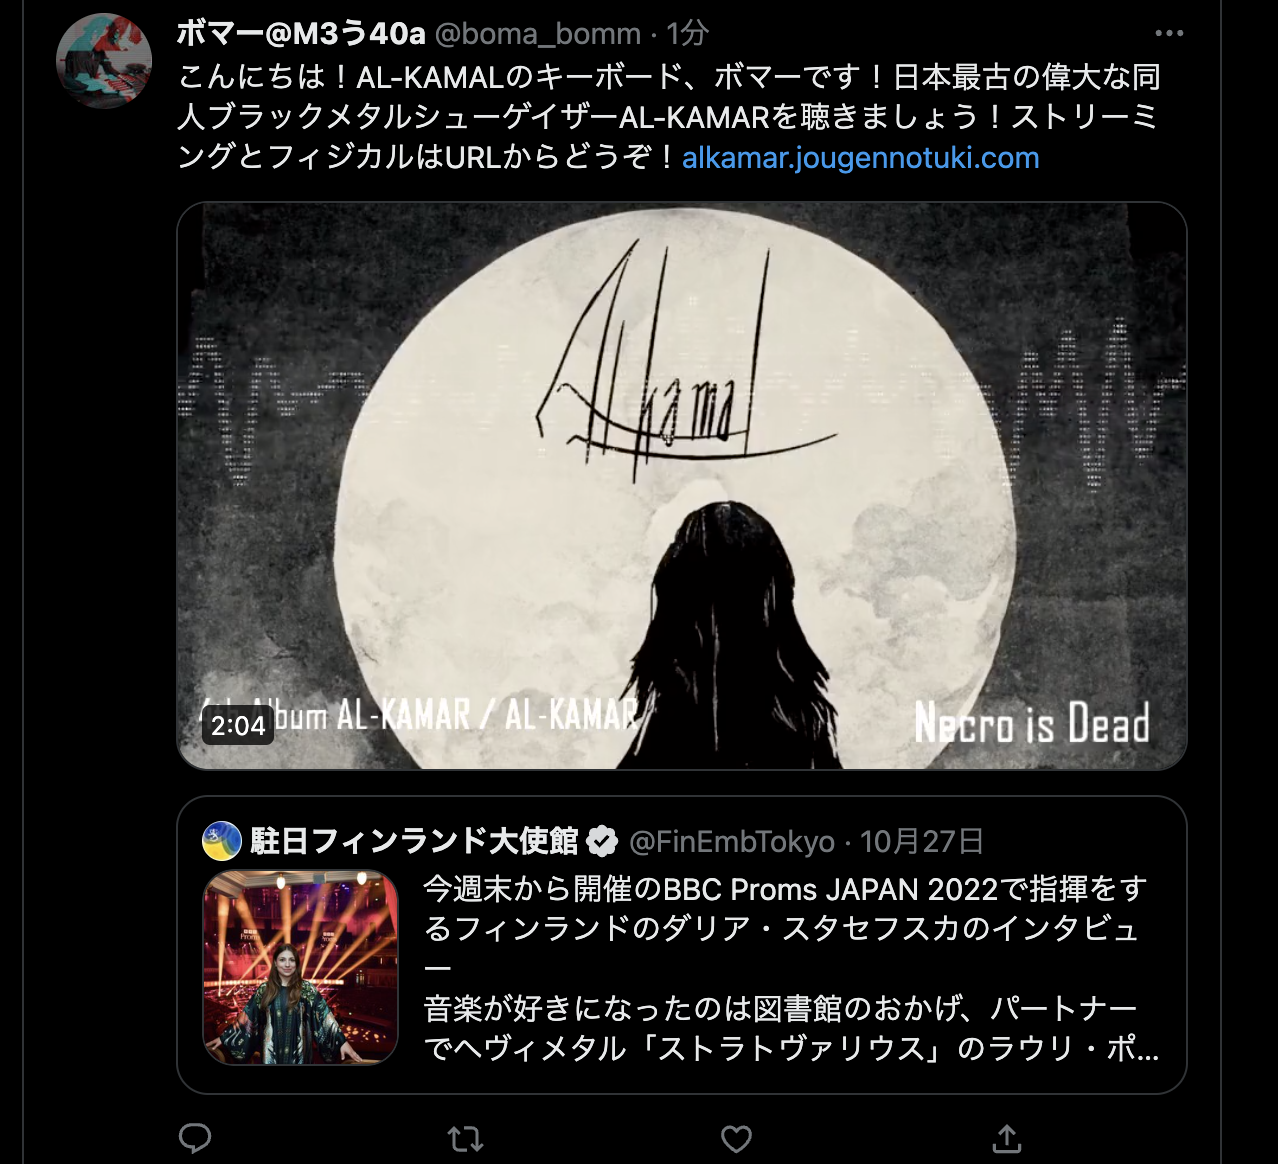 ボマー@M3う40a @boma_bomm · 1分
こんにちは！AL-KAMALのキーボード、ボマーです！日本最古の偉大な同
人ブラックメタルシューゲイザーAL-KAMARを聴きましょう！ストリーミ
ングとフィジカルはURLからどうぞ！alkamar.jougennotuki.com
Alkamal
Album AL-KAMAR / AL-KAMAR
2:04
Necro is Dead
駐日フィンランド大使館 @FinEmbTokyo · 10月27日
今週末から開催のBBC Proms JAPAN 2022で指揮をす
るフィンランドのダリア・スタセフスカのインタビュ
ー
音楽が好きになったのは図書館のおかげ、パートナー
でヘヴィメタル「ストラトヴァリウス」のラウリ・ポ...